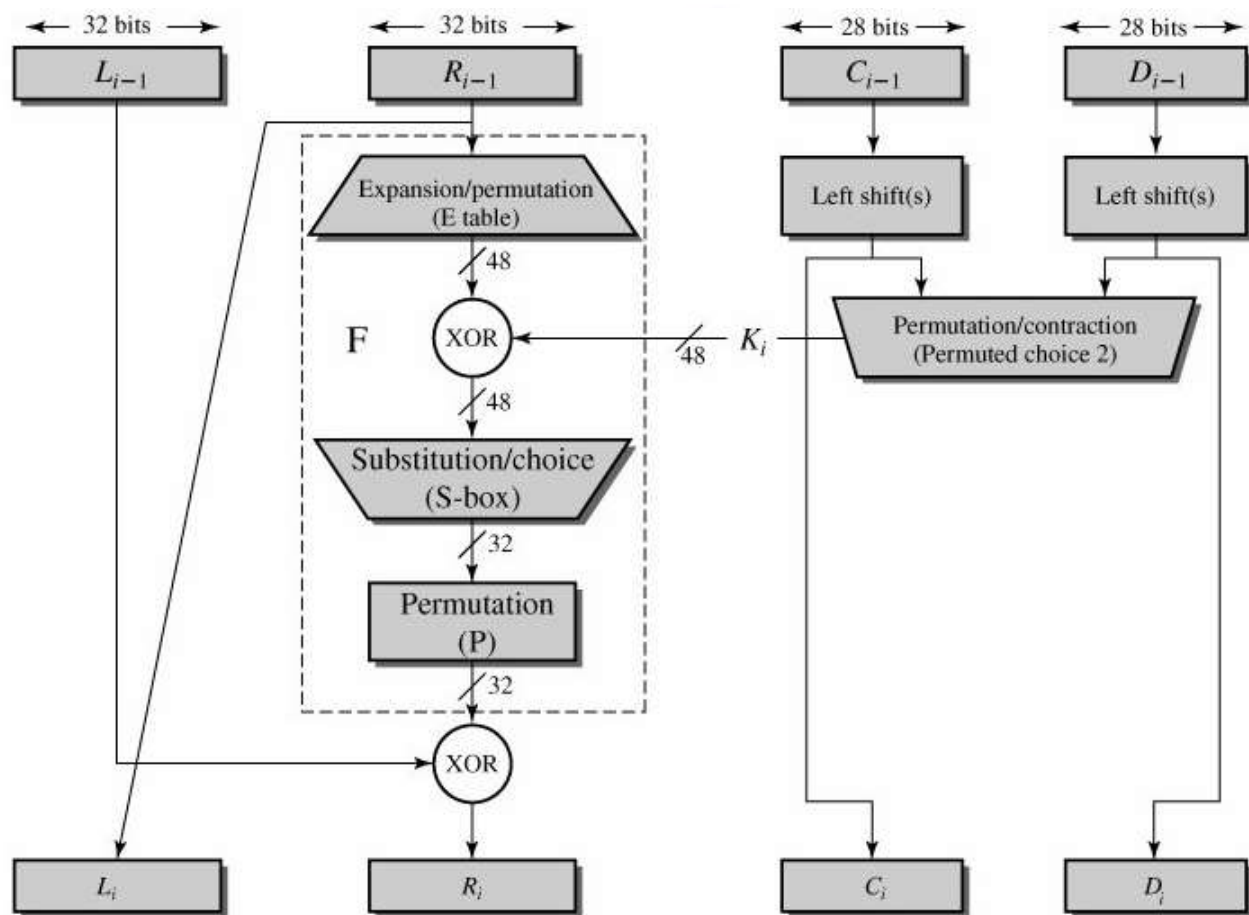 32 bits
32 bits
28 bits
28 bits
L_{i−1}
R_{i−1}
C_{i−1}
D_{i−1}
Expansion/permutation
(E table)
Left shift(s)
Left shift(s)
48
F
XOR
48
K_i
Permutation/contraction
(Permuted choice 2)
48
Substitution/choice
(S-box)
32
Permutation
(P)
32
XOR
L_i
R_i
C_i
D_i